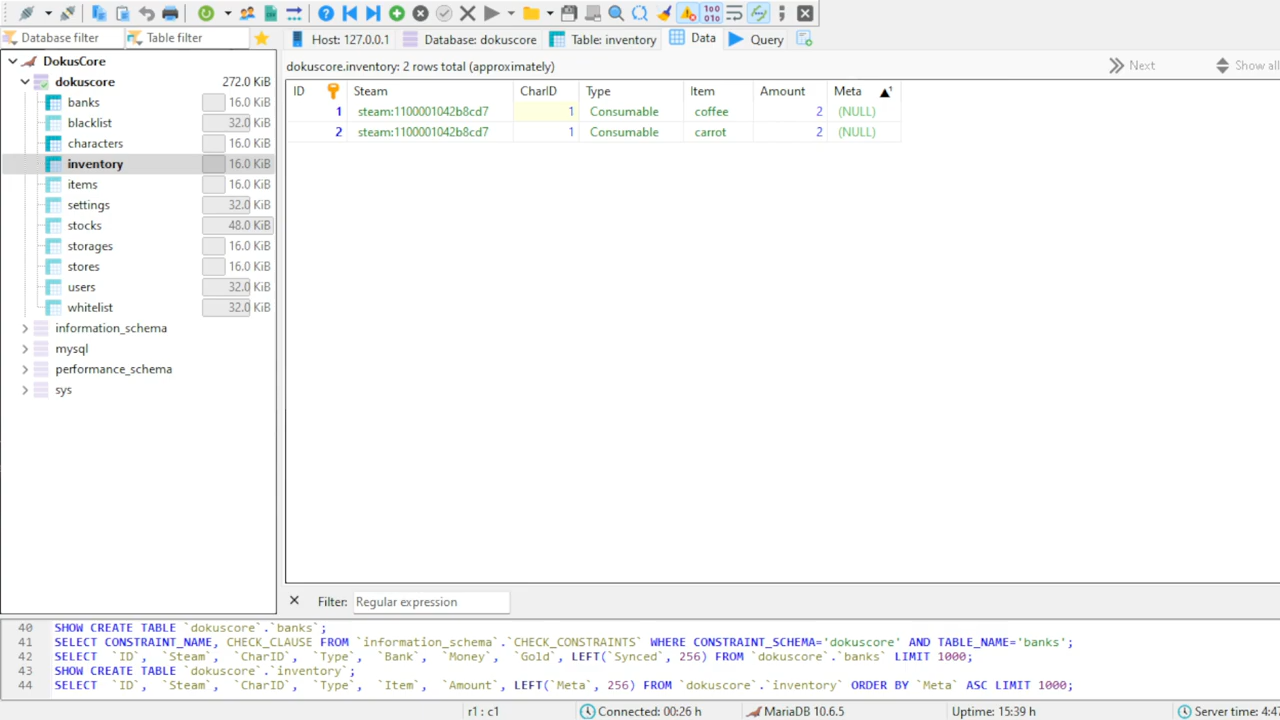 Database filter Table filter Host: 127.0.0.1 Database: dokuscore Table: inventory Data Query
DokusCore
dokuscore 272.0 KiB
banks 16.0 KiB
blacklist 32.0 KiB
characters 16.0 KiB
inventory 16.0 KiB
items 16.0 KiB
settings 32.0 KiB
stocks 48.0 KiB
storages 16.0 KiB
stores 16.0 KiB
users 32.0 KiB
whitelist 32.0 KiB
information_schema
mysql
performance_schema
sys
dokuscore.inventory: 2 rows total (approximately) Next Show all
ID Steam CharID Type Item Amount Meta
1 steam:1100001042b8cd7 1 Consumable coffee 2 (NULL)
2 steam:1100001042b8cd7 1 Consumable carrot 2 (NULL)
Filter: Regular expression
40 SHOW CREATE TABLE `dokuscore`.`banks`;
41 SELECT CONSTRAINT_NAME, CHECK_CLAUSE FROM `information_schema`.`CHECK_CONSTRAINTS` WHERE CONSTRAINT_SCHEMA='dokuscore' AND TABLE_NAME='banks';
42 SELECT `ID`, `Steam`, `CharID`, `Type`, `Bank`, `Money`, `Gold`, LEFT(`Synced`, 256) FROM `dokuscore`.`banks` LIMIT 1000;
43 SHOW CREATE TABLE `dokuscore`.`inventory`;
44 SELECT `ID`, `Steam`, `CharID`, `Type`, `Item`, `Amount`, LEFT(`Meta`, 256) FROM `dokuscore`.`inventory` ORDER BY `Meta` ASC LIMIT 1000;
r1 : c1 Connected: 00:26 h MariaDB 10.6.5 Uptime: 15:39 h Server time: 4:47